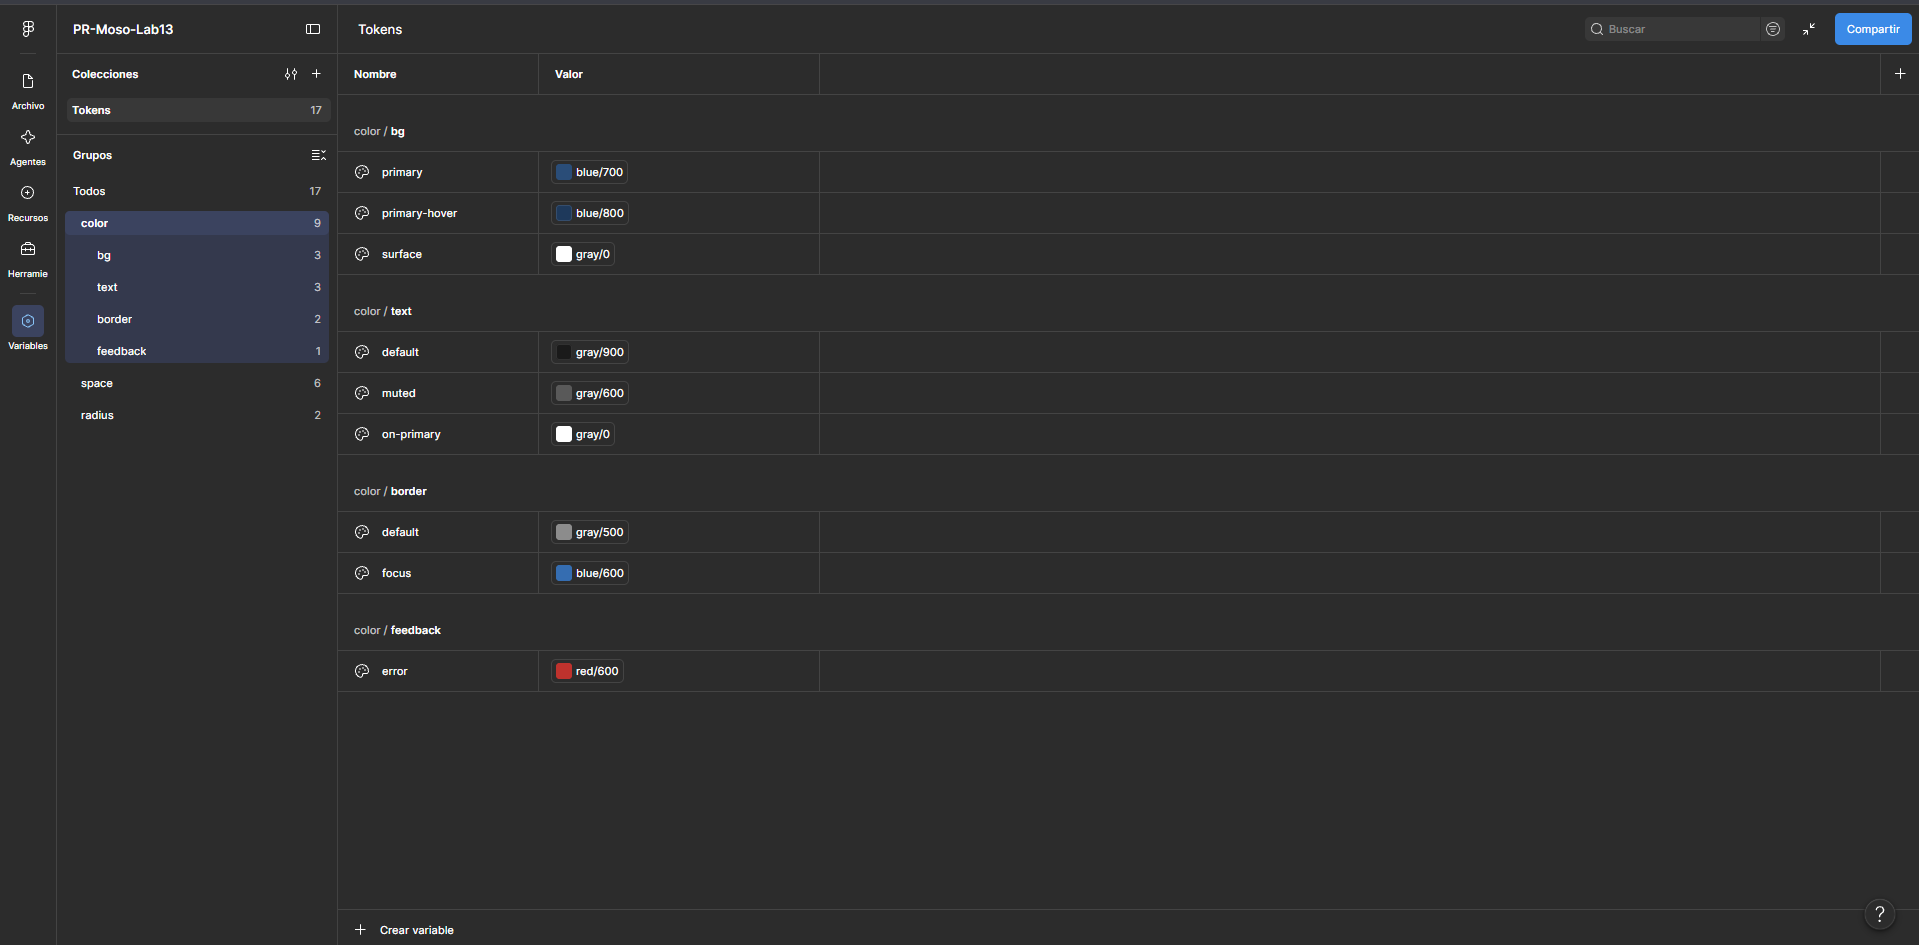 PR-Moso-Lab13
Tokens
Buscar
Compartir
Archivo
Agentes
Recursos
Herramie
Variables
Colecciones
Tokens 17
Grupos
Todos 17
color 9
bg 3
text 3
border 2
feedback 1
space 6
radius 2
Nombre Valor
color / bg
primary blue/700
primary-hover blue/800
surface gray/0
color / text
default gray/900
muted gray/600
on-primary gray/0
color / border
default gray/500
focus blue/600
color / feedback
error red/600
Crear variable
?